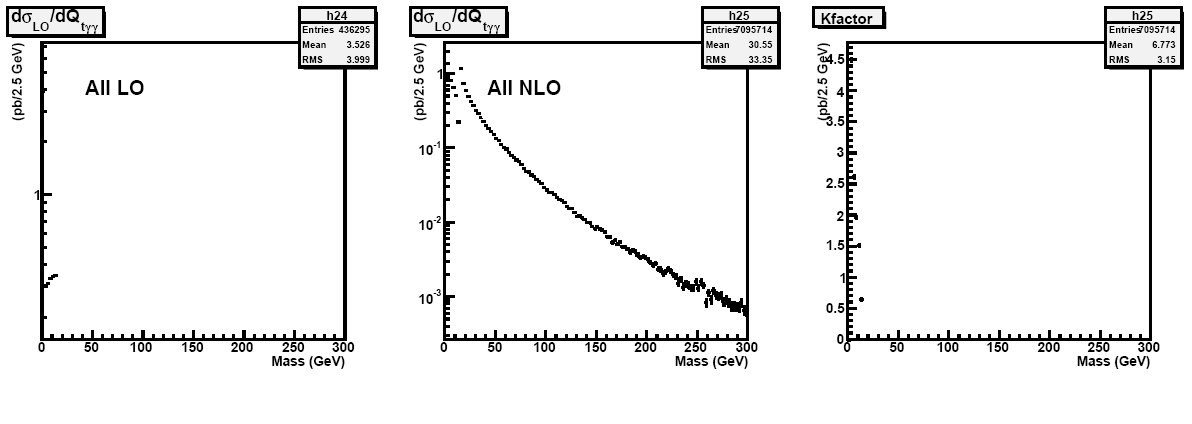 dσLO/dQtγγ
h24
Entries 436295
Mean 3.526
RMS 3.999
(pb/2.5 GeV)
All LO
1
0 50 100 150 200 250 300
Mass (GeV)
dσLO/dQtγγ
h25
Entries 7095714
Mean 30.55
RMS 33.35
(pb/2.5 GeV)
All NLO
1
10-1
10-2
10-3
0 50 100 150 200 250 300
Mass (GeV)
Kfactor
h25
Entries 7095714
Mean 6.773
RMS 3.15
(pb/2.5 GeV)
4.5
4
3.5
3
2.5
2
1.5
1
0.5
0
0 50 100 150 200 250 300
Mass (GeV)